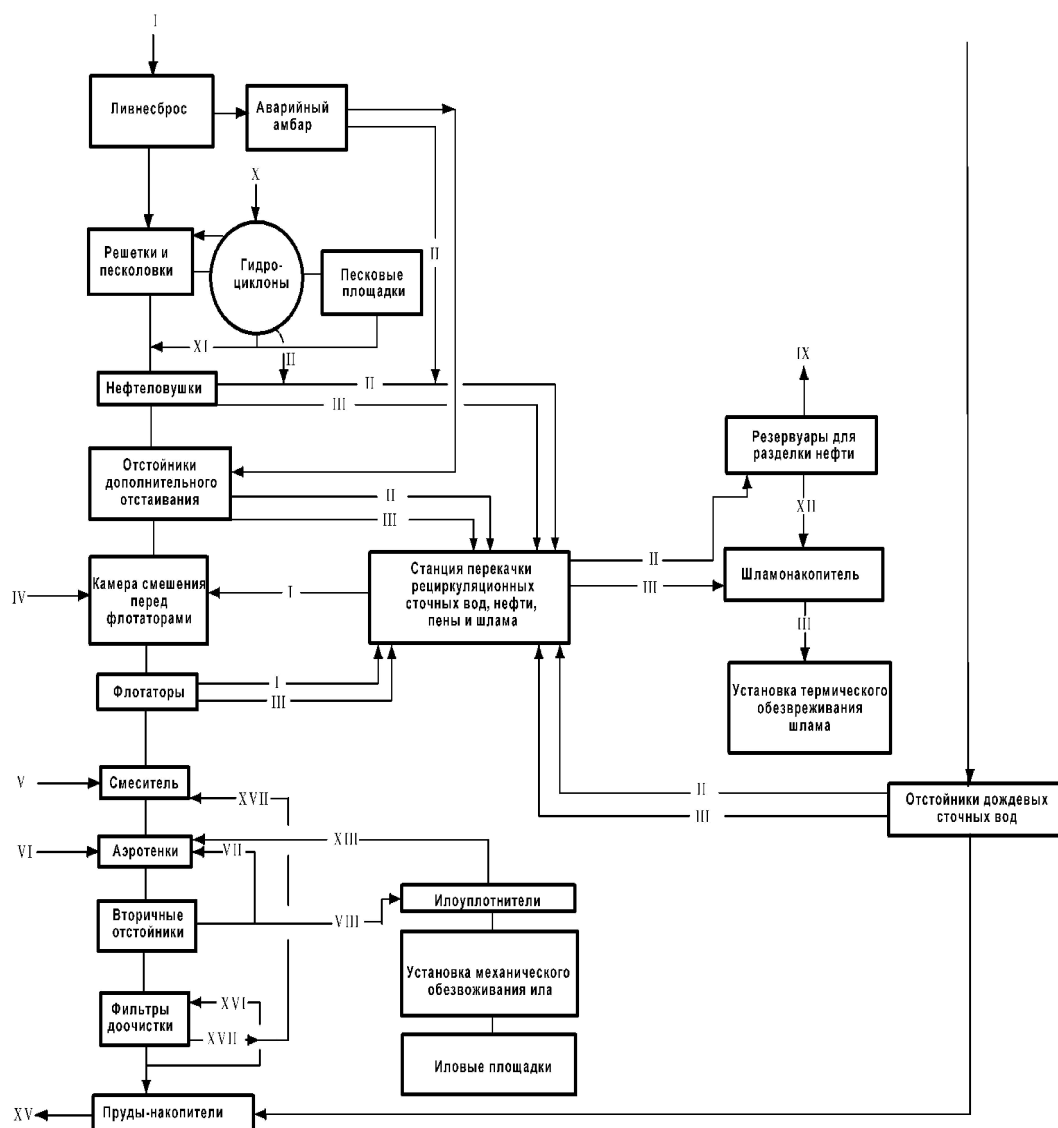 I
Ливнесброс
Аварийный
амбар
X
Решетки и
песколовки
Гидро-
циклоны
Песковые
площадки
II
XI
II
IX
Нефтеловушки
II
III
Резервуары для
разделки нефти
Отстойники
дополнительного
отстаивания
II
III
XII
Станция перекачки
рециркуляционных
сточных вод, нефти,
пены и шлама
II
III
Шламонакопитель
IV
Камера смешения
перед
флотаторами
I
III
Флотаторы
I
III
Установка термического
обезвреживания
шлама
V
Смеситель
XVII
II
III
Отстойники дождевых
сточных вод
VI
Аэротенки
VII
XIII
Илоуплотнители
Вторичные
отстойники
VIII
Установка механического
обезвоживания ила
Фильтры
доочистки
XVI
XVII
Иловые площадки
XV
Пруды-накопители